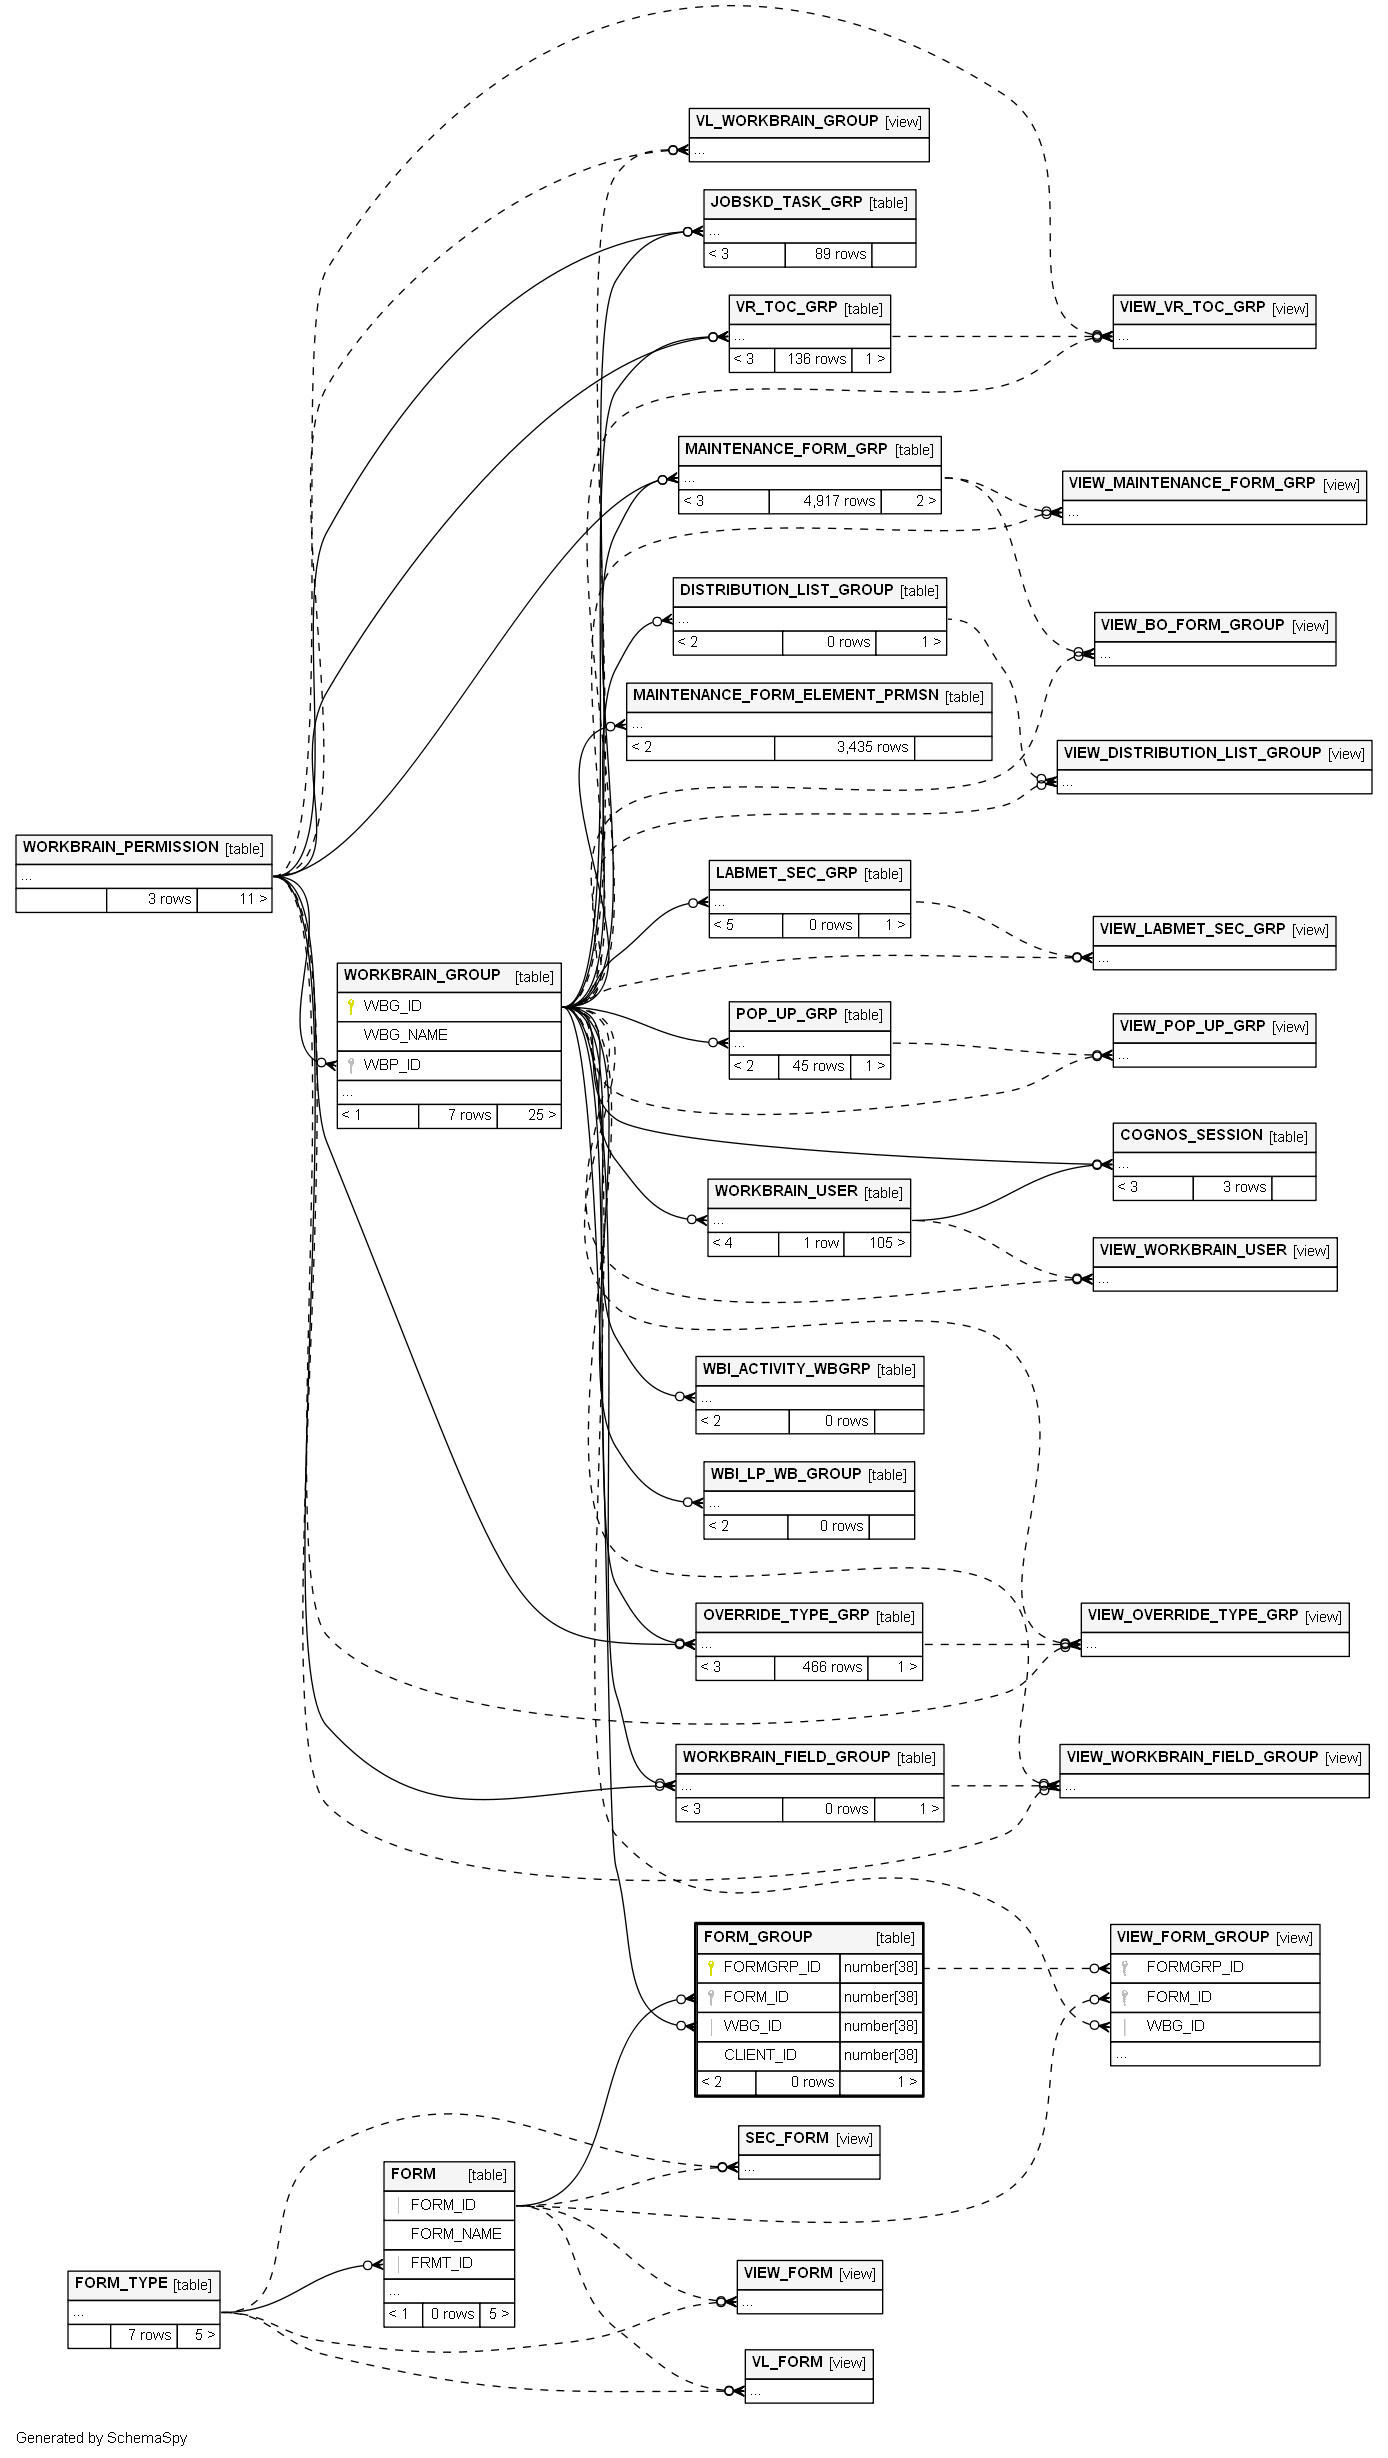 VL_WORKBRAIN_GROUP [view]
...
JOBSKD_TASK_GRP [table]
...
< 3 89 rows
VR_TOC_GRP [table]
...
< 3 136 rows 1 >
VIEW_VR_TOC_GRP [view]
...
MAINTENANCE_FORM_GRP [table]
...
< 3 4,917 rows 2 >
VIEW_MAINTENANCE_FORM_GRP [view]
...
DISTRIBUTION_LIST_GROUP [table]
...
< 2 0 rows 1 >
VIEW_BO_FORM_GROUP [view]
...
MAINTENANCE_FORM_ELEMENT_PRMSN [table]
...
< 2 3,435 rows
VIEW_DISTRIBUTION_LIST_GROUP [view]
...
WORKBRAIN_PERMISSION [table]
...
3 rows 11 >
LABMET_SEC_GRP [table]
...
< 5 0 rows 1 >
VIEW_LABMET_SEC_GRP [view]
...
WORKBRAIN_GROUP [table]
WBG_ID
WBG_NAME
WBP_ID
...
< 1 7 rows 25 >
POP_UP_GRP [table]
...
< 2 45 rows 1 >
VIEW_POP_UP_GRP [view]
...
COGNOS_SESSION [table]
...
< 3 3 rows
WORKBRAIN_USER [table]
...
< 4 1 row 105 >
VIEW_WORKBRAIN_USER [view]
...
WBI_ACTIVITY_WBGRP [table]
...
< 2 0 rows
WBI_LP_WB_GROUP [table]
...
< 2 0 rows
OVERRIDE_TYPE_GRP [table]
...
< 3 466 rows 1 >
VIEW_OVERRIDE_TYPE_GRP [view]
...
WORKBRAIN_FIELD_GROUP [table]
...
< 3 0 rows 1 >
VIEW_WORKBRAIN_FIELD_GROUP [view]
...
FORM_GROUP [table]
FORMGRP_ID number[38]
FORM_ID number[38]
WBG_ID number[38]
CLIENT_ID number[38]
< 2 0 rows 1 >
VIEW_FORM_GROUP [view]
FORMGRP_ID
FORM_ID
WBG_ID
...
SEC_FORM [view]
...
FORM [table]
FORM_ID
FORM_NAME
FRMT_ID
...
< 1 0 rows 5 >
FORM_TYPE [table]
...
7 rows 5 >
VIEW_FORM [view]
...
VL_FORM [view]
...
Generated by SchemaSpy